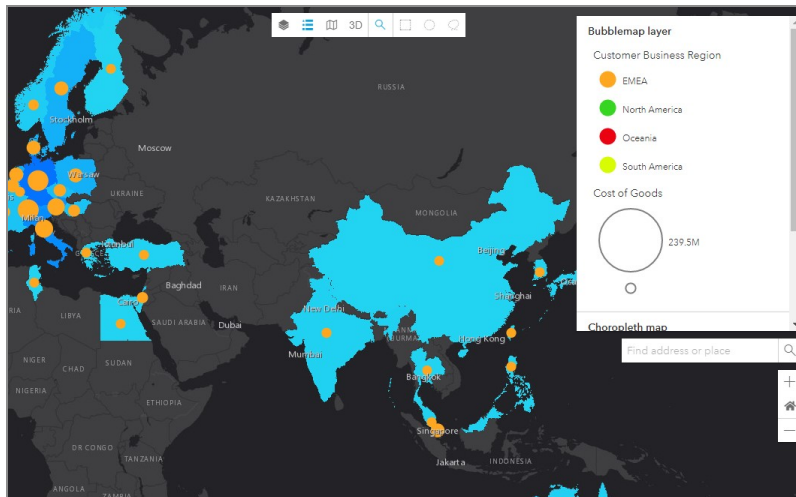 3D
Bubblemap layer
Customer Business Region
EMEA
North America
Oceania
South America
Cost of Goods
239.5M
Choropleth map
Find address or place
RUSSIA
Stockholm
Moscow
Warsaw
UKRAINE
KAZAKHSTAN
MONGOLIA
Milan
Istanbul
Beijing
Baghdad
IRAN
Shanghai
Cairo
New Delhi
LIBYA
SAUDI ARABIA
Dubai
Hong Kong
Mumbai
NIGER
CHAD
SUDAN
Bangkok
NIGERIA
ETHIOPIA
Singapore
DR CONGO
TANZANIA
Jakarta
INDONESIA
ANGOLA